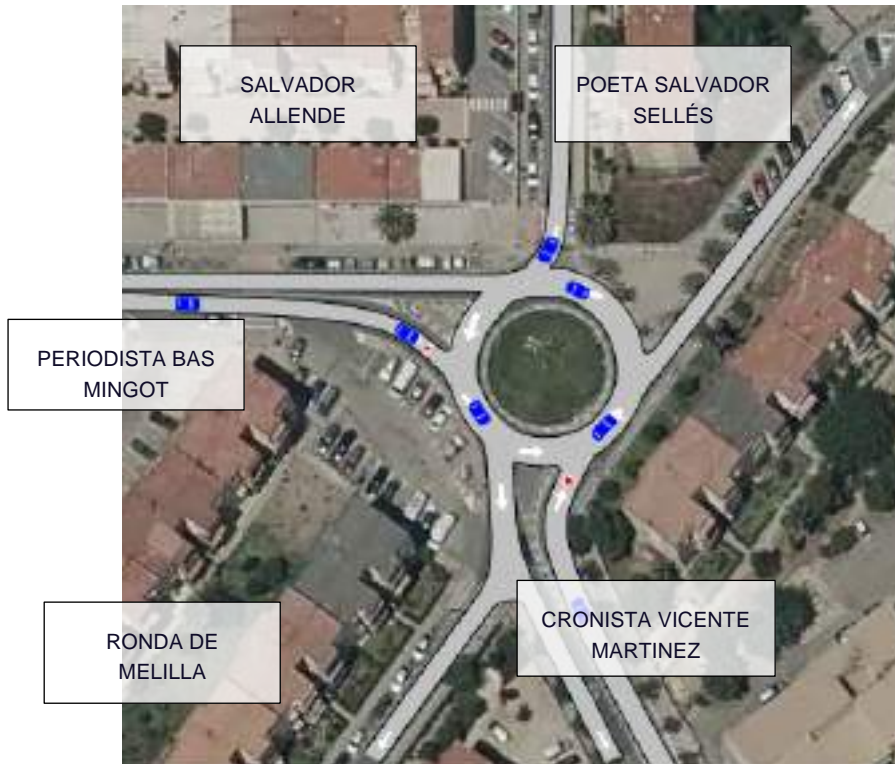 SALVADOR
ALLENDE
POETA SALVADOR
SELLÉS
PERIODISTA BAS
MINGOT
RONDA DE
MELILLA
CRONISTA VICENTE
MARTINEZ